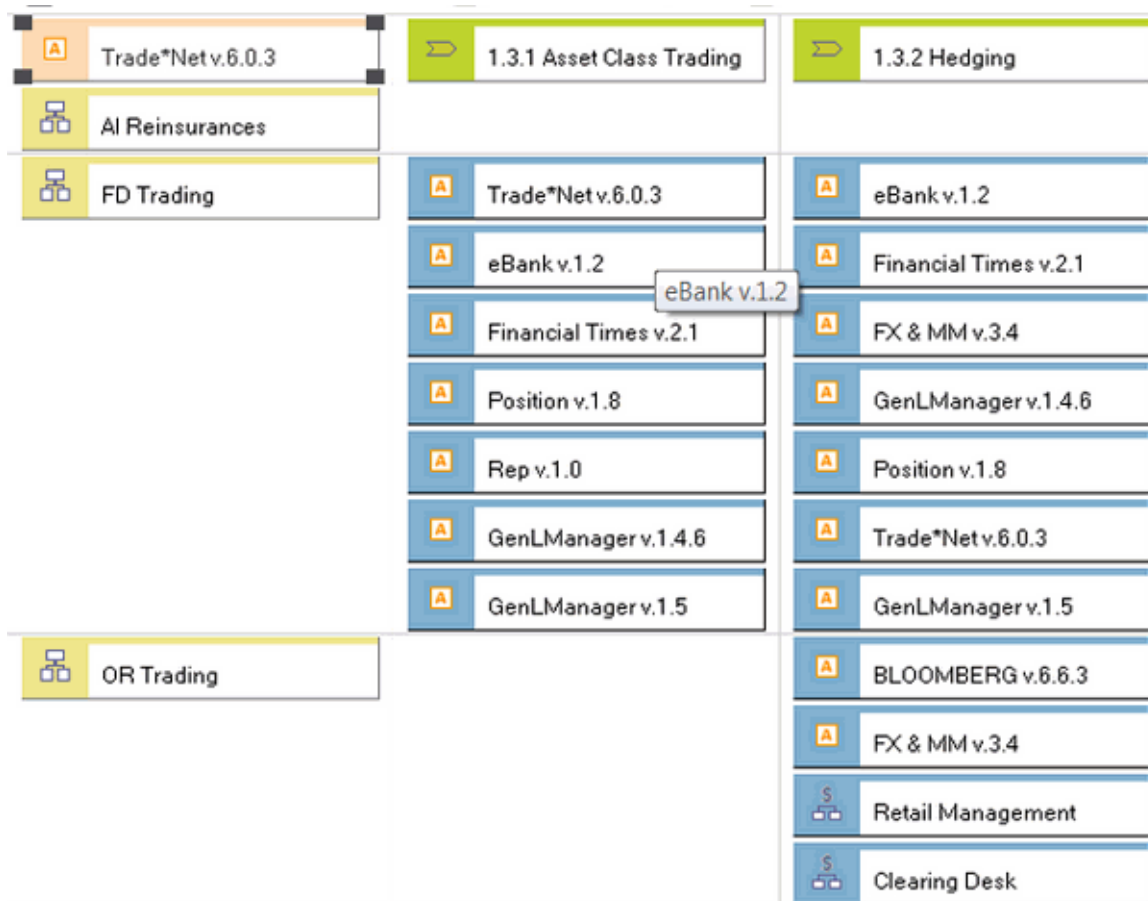 A Trade*Net v.6.0.3
1.3.1 Asset Class Trading
1.3.2 Hedging
AI Reinsurances
FD Trading
A Trade*Net v.6.0.3
A eBank v.1.2
A eBank v.1.2
A Financial Times v.2.1
eBank v.1.2
A Financial Times v.2.1
A FX & MM v.3.4
A Position v.1.8
A GenLManager v.1.4.6
A Rep v.1.0
A Position v.1.8
A GenLManager v.1.4.6
A Trade*Net v.6.0.3
A GenLManager v.1.5
A GenLManager v.1.5
OR Trading
A BLOOMBERG v.6.6.3
A FX & MM v.3.4
S Retail Management
S Clearing Desk